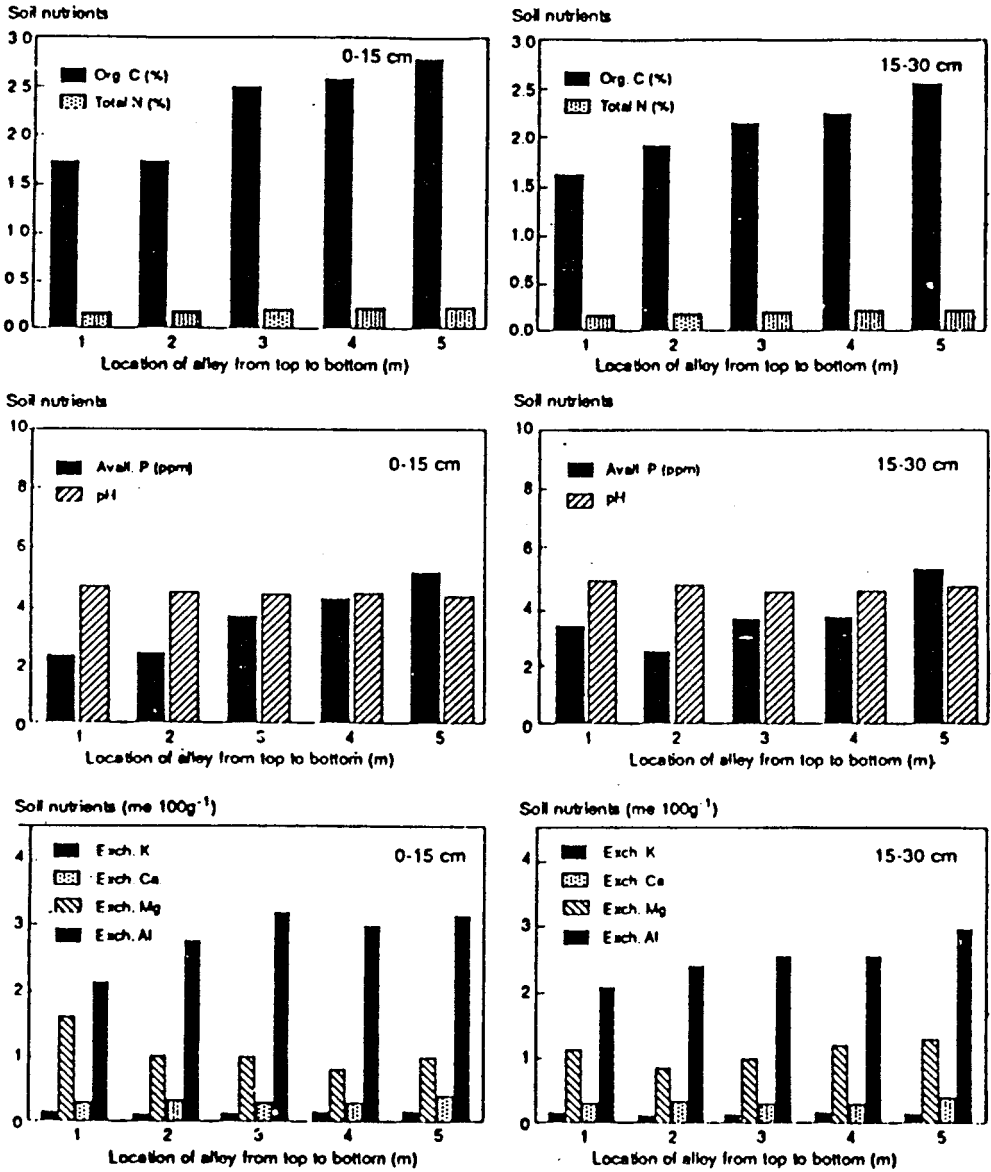 Soil nutrients
3.0
2.5
2.0
1.5
1.0
0.5
0.0
Org. C (%)
Total N (%)
0-15 cm
1 2 3 4 5
Location of alley from top to bottom (m)
Soil nutrients
3.0
2.5
2.0
1.5
1.0
0.5
0.0
Org. C (%)
Total N (%)
15-30 cm
1 2 3 4 5
Location of alley from top to bottom (m)
Soil nutrients
10
8
6
4
2
0
Avail. P (ppm)
pH
0-15 cm
1 2 3 4 5
Location of alley from top to bottom (m)
Soil nutrients
10
8
6
4
2
0
Avail. P (ppm)
pH
15-30 cm
1 2 3 4 5
Location of alley from top to bottom (m)
Soil nutrients (me 100g⁻¹)
4
3
2
1
0
Exch. K
Exch. Ca
Exch. Mg
Exch. Al
0-15 cm
1 2 3 4 5
Location of alley from top to bottom (m)
Soil nutrients (me 100g⁻¹)
4
3
2
1
0
Exch. K
Exch. Ca
Exch. Mg
Exch. Al
15-30 cm
1 2 3 4 5
Location of alley from top to bottom (m)